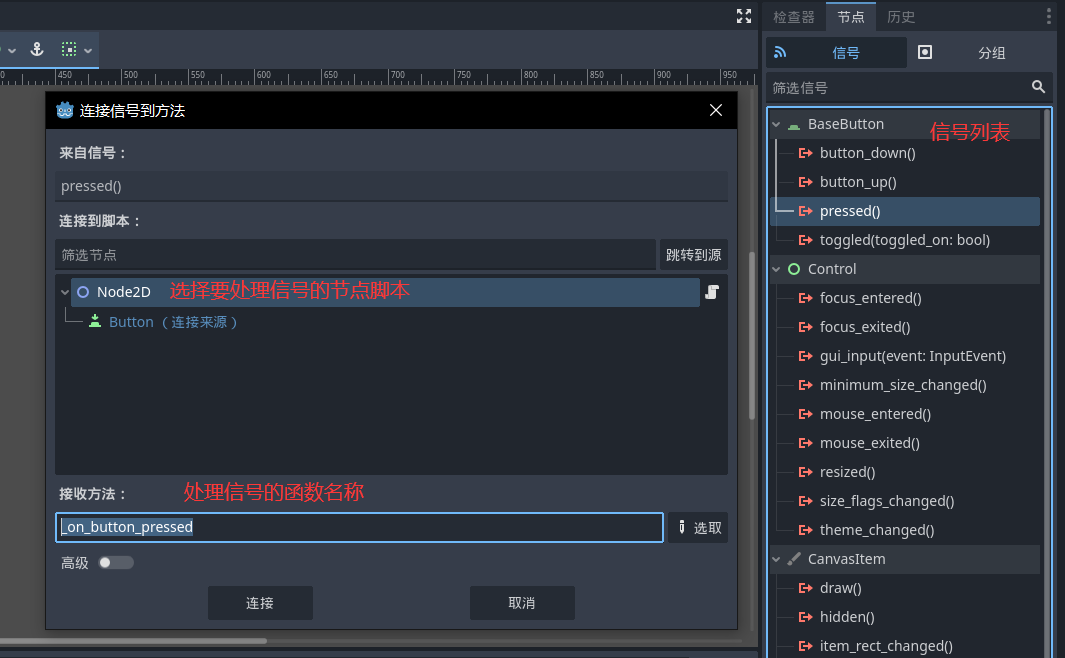 检查器 节点 历史
信号 分组
450 500 550 600 650 700 750 800 850 900 950
筛选信号
连接信号到方法
来自信号：
pressed()
连接到脚本：
筛选节点 跳转到源
Node2D 选择要处理信号的节点脚本
Button （连接来源）
接收方法： 处理信号的函数名称
_on_button_pressed 选取
高级
连接 取消
BaseButton 信号列表
button_down()
button_up()
pressed()
toggled(toggled_on: bool)
Control
focus_entered()
focus_exited()
gui_input(event: InputEvent)
minimum_size_changed()
mouse_entered()
mouse_exited()
resized()
size_flags_changed()
theme_changed()
CanvasItem
draw()
hidden()
item_rect_changed()